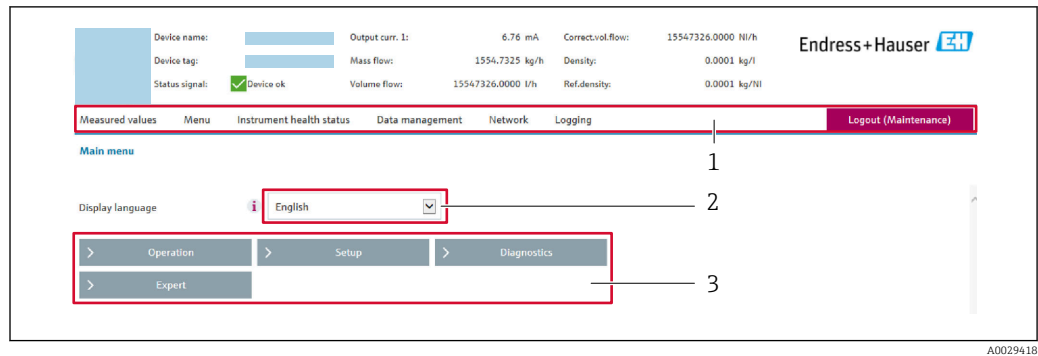 Device name: Output curr. 1: 6.76 mA Correct.vol.flow: 15547326.0000 Nl/h Endress+Hauser EH
Device tag: Mass flow: 1554.7325 kg/h Density: 0.0001 kg/l
Status signal: Device ok Volume flow: 15547326.0000 l/h Ref.density: 0.0001 kg/Nl
Measured values Menu Instrument health status Data management Network Logging Logout (Maintenance)
1
Main menu
Display language i English 2
> Operation > Setup > Diagnostics
> Expert 3
A0029418